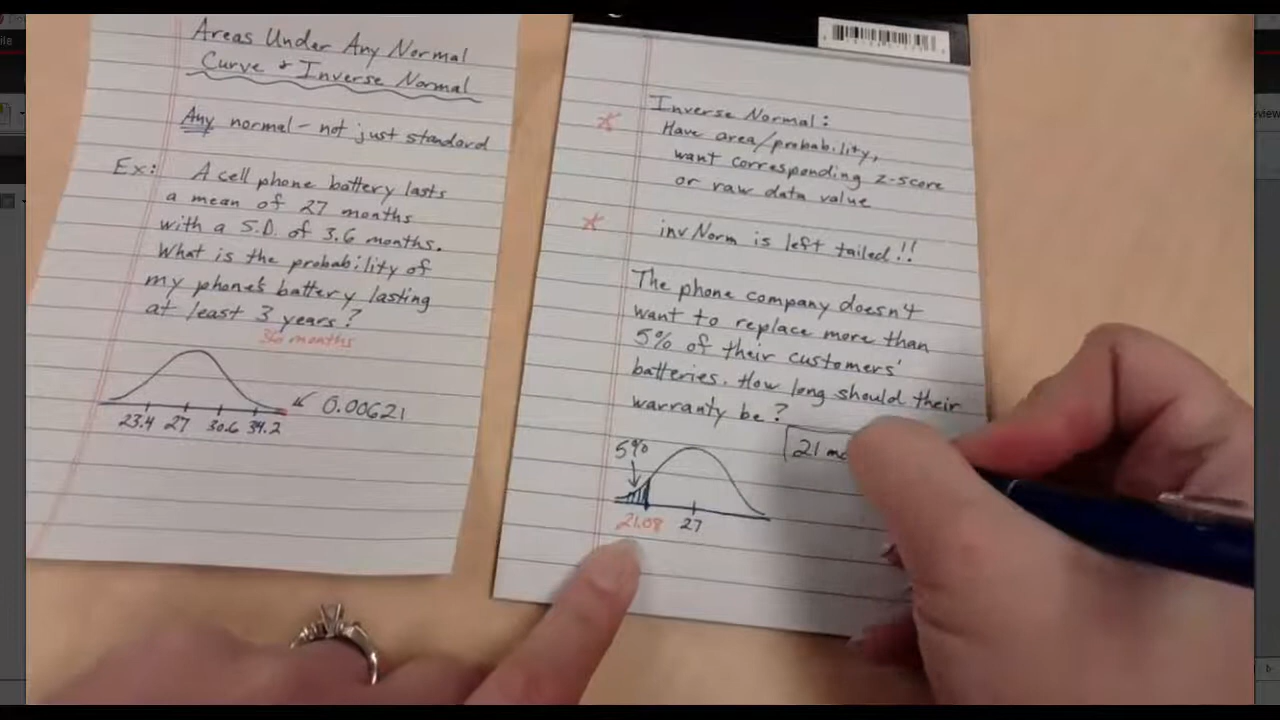 Areas Under Any Normal
Curve & Inverse Normal
Any normal - not just standard
Ex: A cell phone battery lasts
a mean of 27 months
with a S.D. of 3.6 months.
What is the probability of
my phone's battery lasting
at least 3 years?
36 months
0.00621
23.4 27 30.6 34.2
Inverse Normal:
Have area/probability,
want corresponding z-score
or raw data value
invNorm is left tailed!!
The phone company doesn't
want to replace more than
5% of their customers'
batteries. How long should their
warranty be?
21 mo
5%
21.08 27